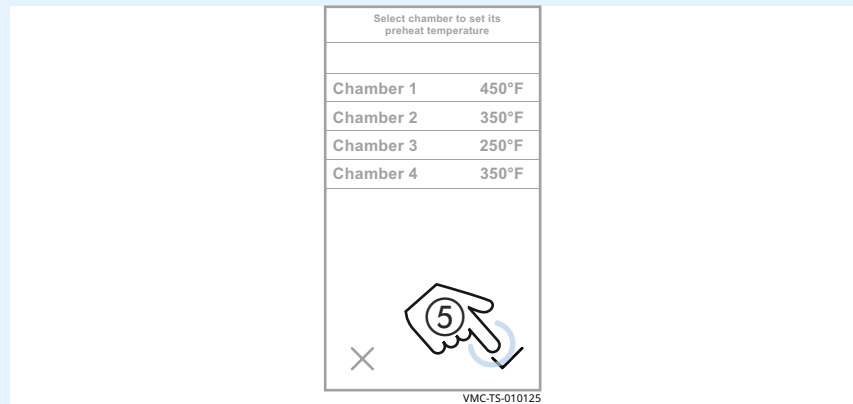 Select chamber to set its
preheat temperature
Chamber 1 450°F
Chamber 2 350°F
Chamber 3 250°F
Chamber 4 350°F
5
VMC-TS-010125